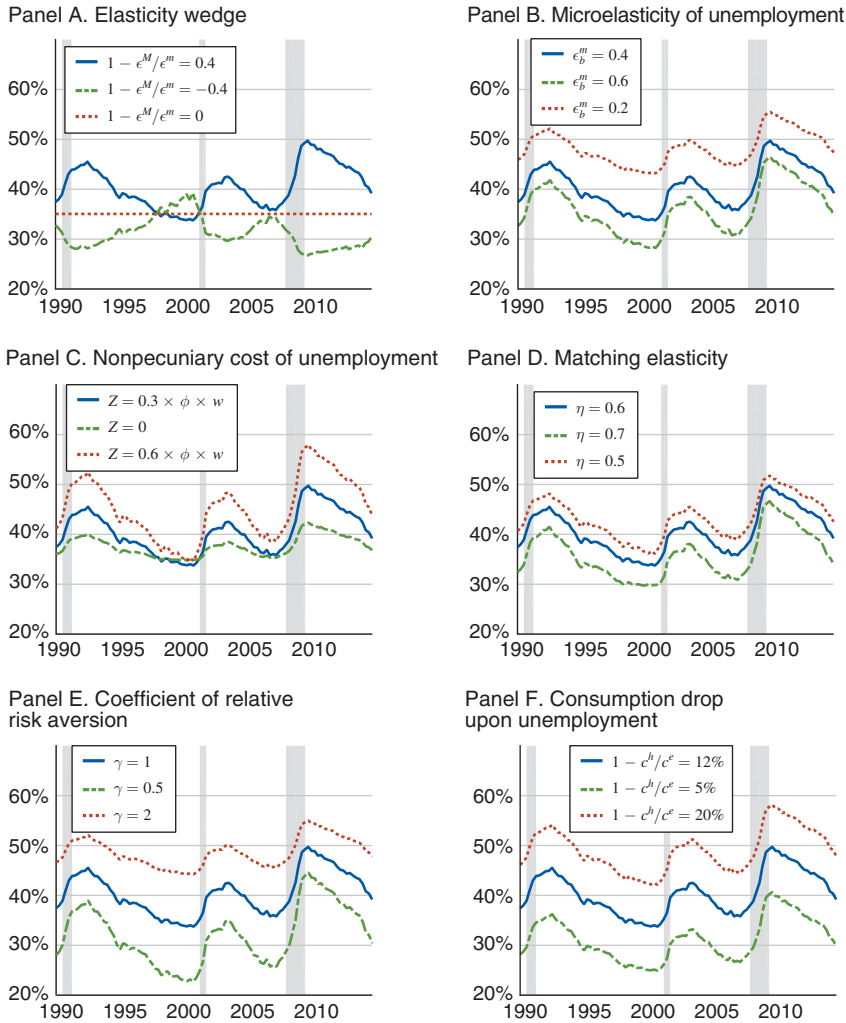 Panel A. Elasticity wedge
1 − ϵ^M/ϵ^m = 0.4
1 − ϵ^M/ϵ^m = −0.4
1 − ϵ^M/ϵ^m = 0
60%
50%
40%
30%
20%
1990 1995 2000 2005 2010
Panel B. Microelasticity of unemployment
ϵ_b^m = 0.4
ϵ_b^m = 0.6
ϵ_b^m = 0.2
60%
50%
40%
30%
20%
1990 1995 2000 2005 2010
Panel C. Nonpecuniary cost of unemployment
Z = 0.3 × ϕ × w
Z = 0
Z = 0.6 × ϕ × w
60%
50%
40%
30%
20%
1990 1995 2000 2005 2010
Panel D. Matching elasticity
η = 0.6
η = 0.7
η = 0.5
60%
50%
40%
30%
20%
1990 1995 2000 2005 2010
Panel E. Coefficient of relative
risk aversion
γ = 1
γ = 0.5
γ = 2
60%
50%
40%
30%
20%
1990 1995 2000 2005 2010
Panel F. Consumption drop
upon unemployment
1 − c^h/c^e = 12%
1 − c^h/c^e = 5%
1 − c^h/c^e = 20%
60%
50%
40%
30%
20%
1990 1995 2000 2005 2010